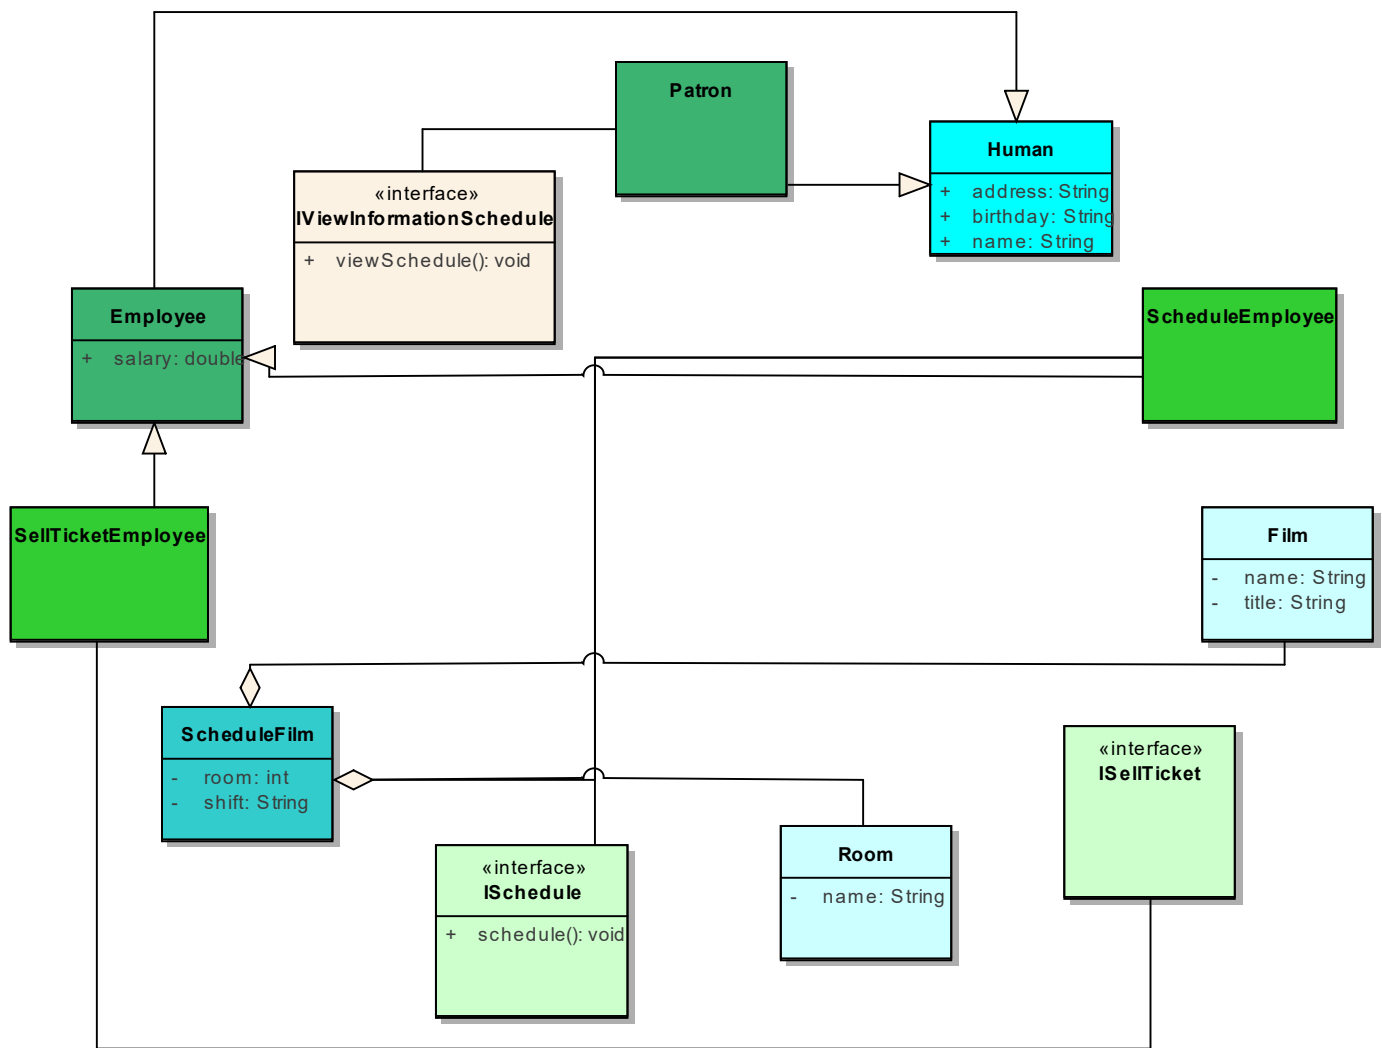 Patron
Human
+ address: String
+ birthday: String
+ name: String
«interface»
IViewInformationSchedule
+ viewSchedule(): void
Employee
+ salary: double
ScheduleEmployee
SellTicketEmployee
Film
- name: String
- title: String
ScheduleFilm
- room: int
- shift: String
«interface»
ISellTicket
«interface»
ISchedule
+ schedule(): void
Room
- name: String